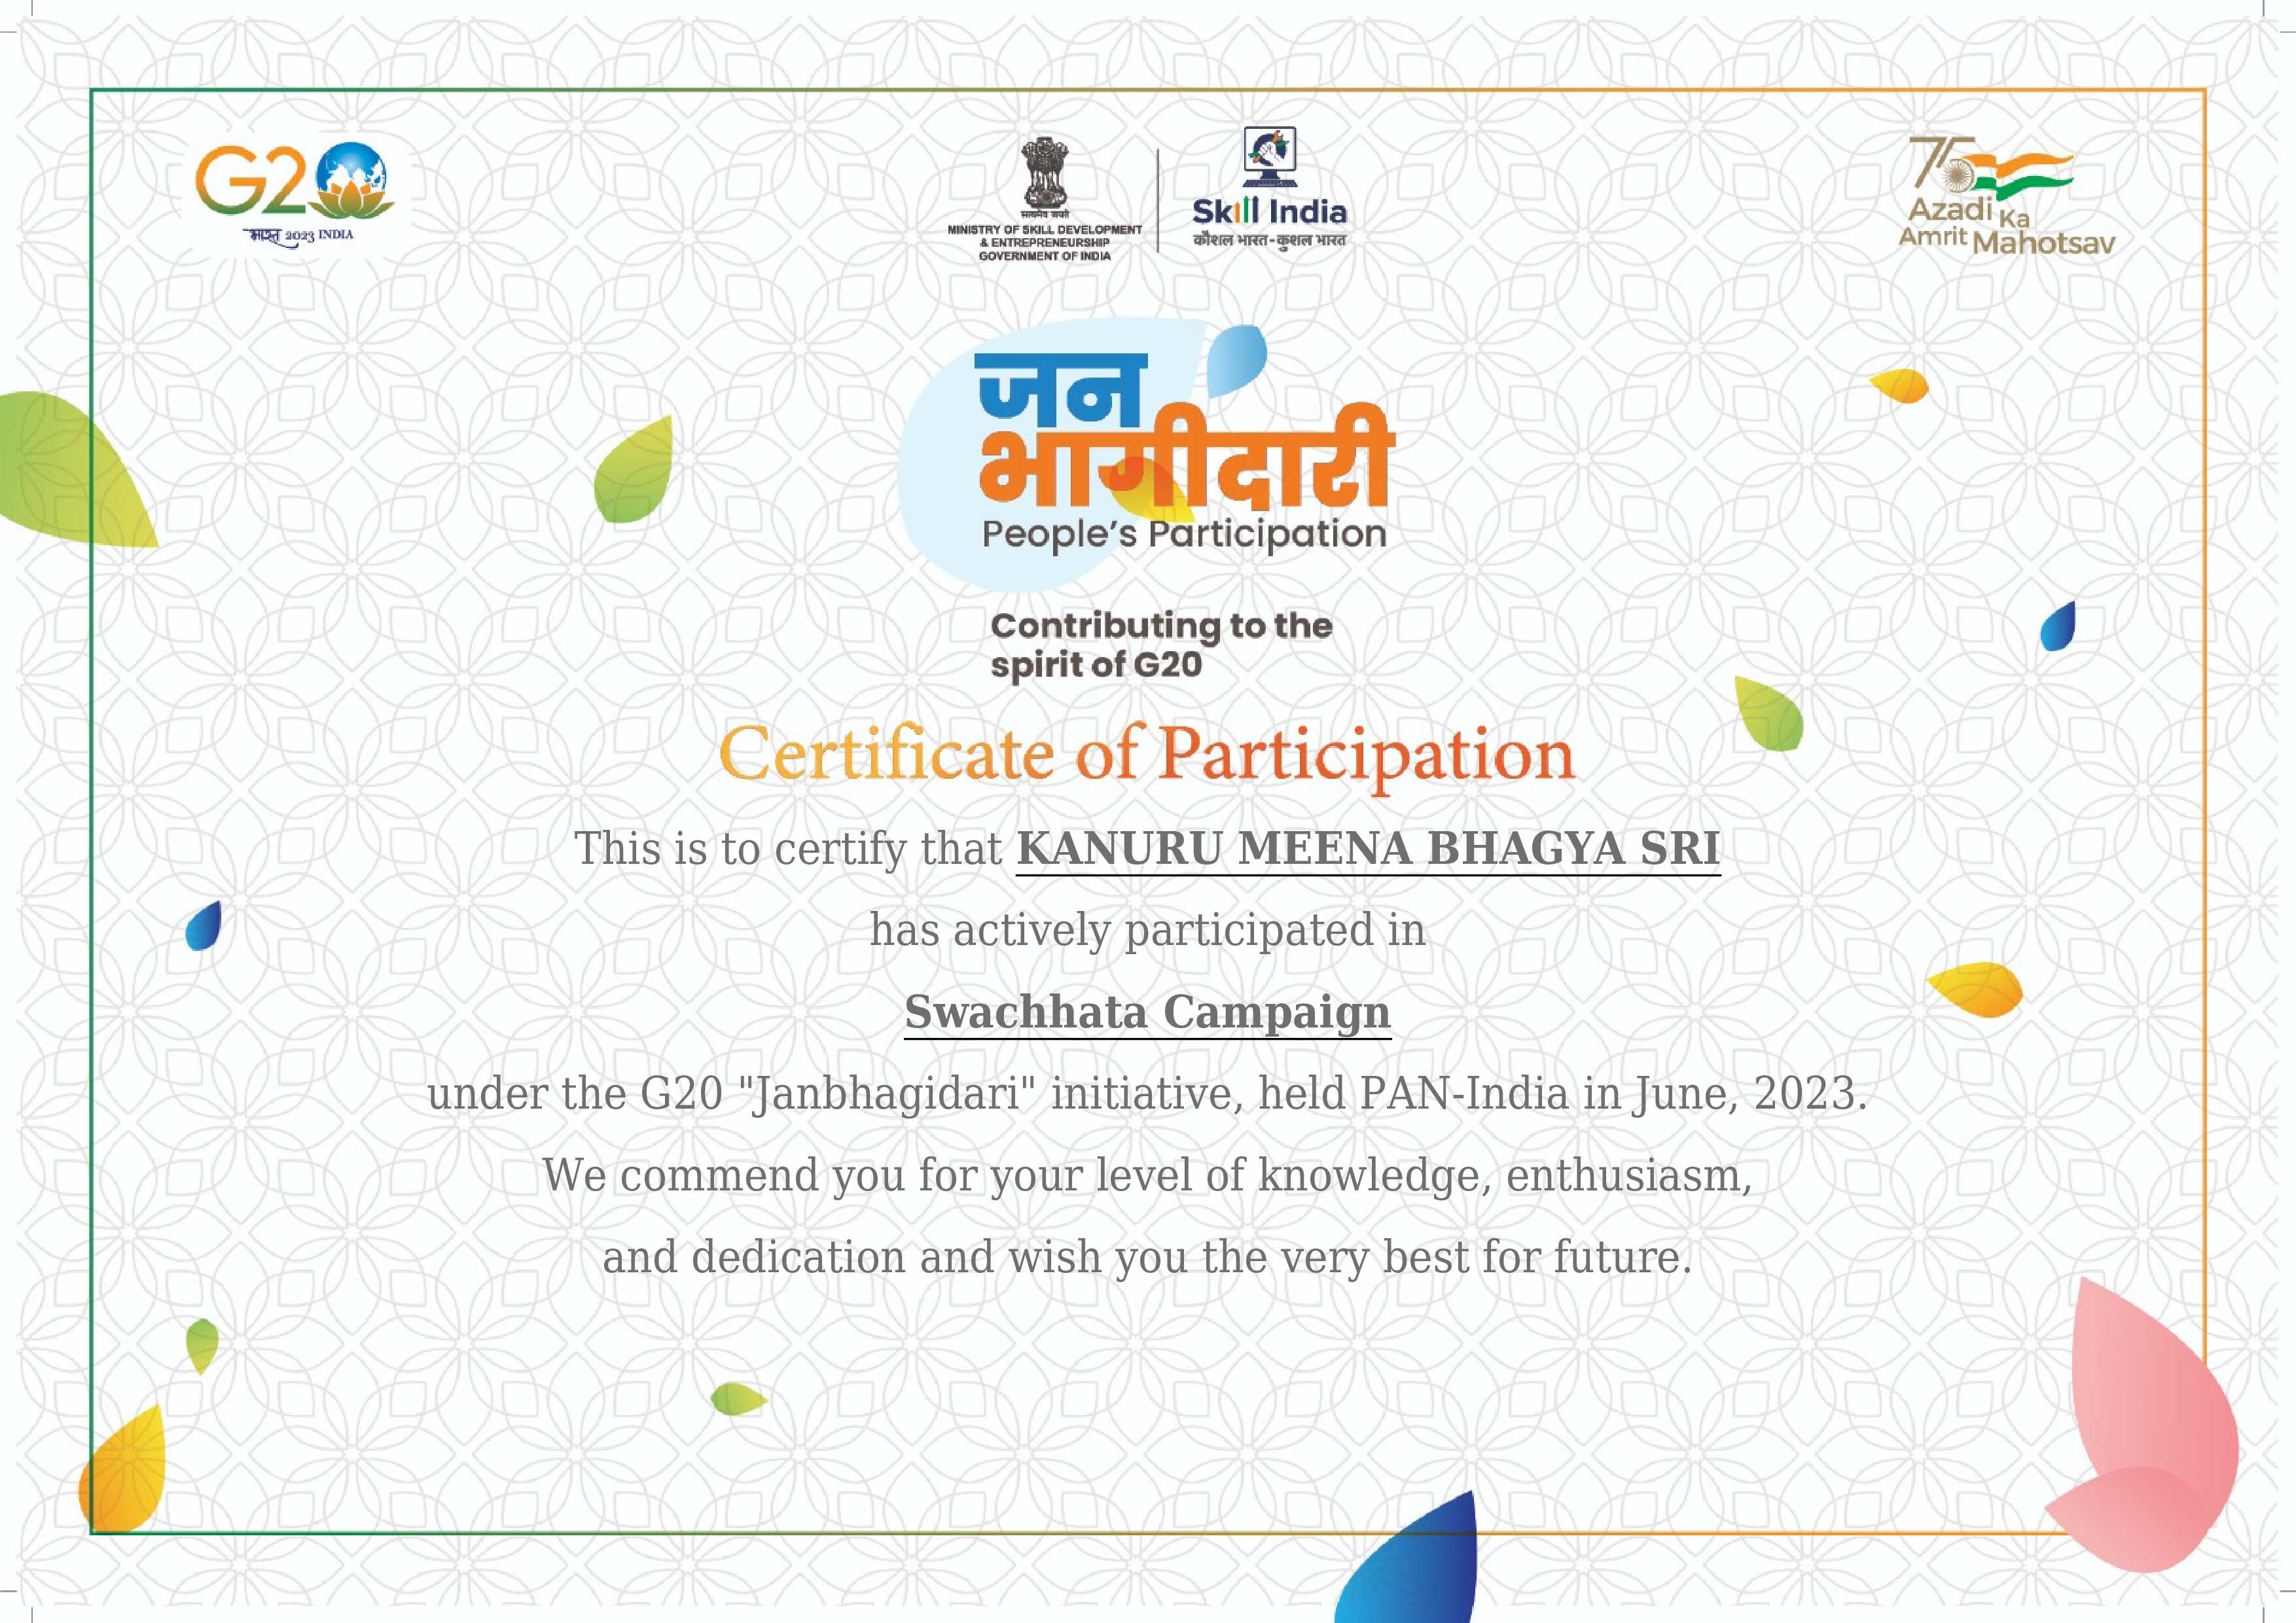 G20
भारत 2023 INDIA
सत्यमेव जयते
MINISTRY OF SKILL DEVELOPMENT
& ENTREPRENEURSHIP
GOVERNMENT OF INDIA
Skill India
कौशल भारत-कुशल भारत
75
Azadi Ka
Amrit Mahotsav
जन
भागीदारी
People's Participation
Contributing to the
spirit of G20
Certificate of Participation
This is to certify that KANURU MEENA BHAGYA SRI
has actively participated in
Swachhata Campaign
under the G20 "Janbhagidari" initiative, held PAN-India in June, 2023.
We commend you for your level of knowledge, enthusiasm,
and dedication and wish you the very best for future.